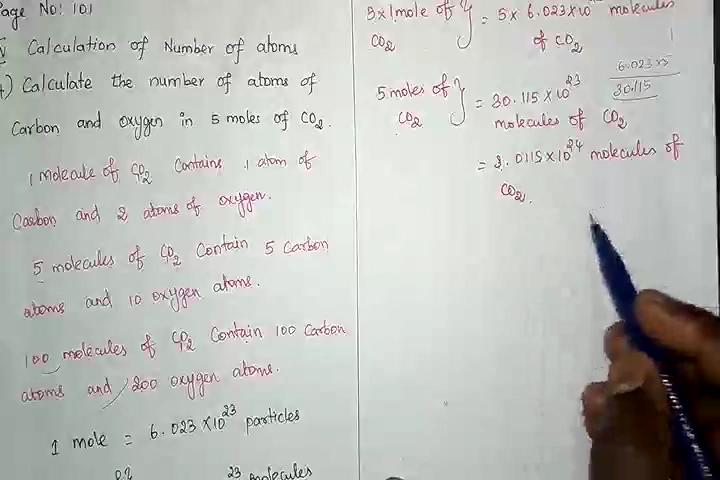 Page No: 101
Calculation of Number of atoms
1) Calculate the number of atoms of
Carbon and oxygen in 5 moles of CO2.
1 molecule of CO2 Contains 1 atom of
Carbon and 2 atoms of oxygen.
5 molecules of CO2 Contain 5 Carbon
atoms and 10 oxygen atoms.
100 molecules of CO2 Contain 100 Carbon
atoms and 200 oxygen atoms.
1 mole = 6.023 × 10^23 particles
23 molecules
5 × 1 mole of } = 5 × 6.023 × 10 molecules
CO2 of CO2
6.023 × 5
30.115
5 moles of } = 30.115 × 10^23
CO2 molecules of CO2
= 3.0115 × 10^24 molecules of
CO2.